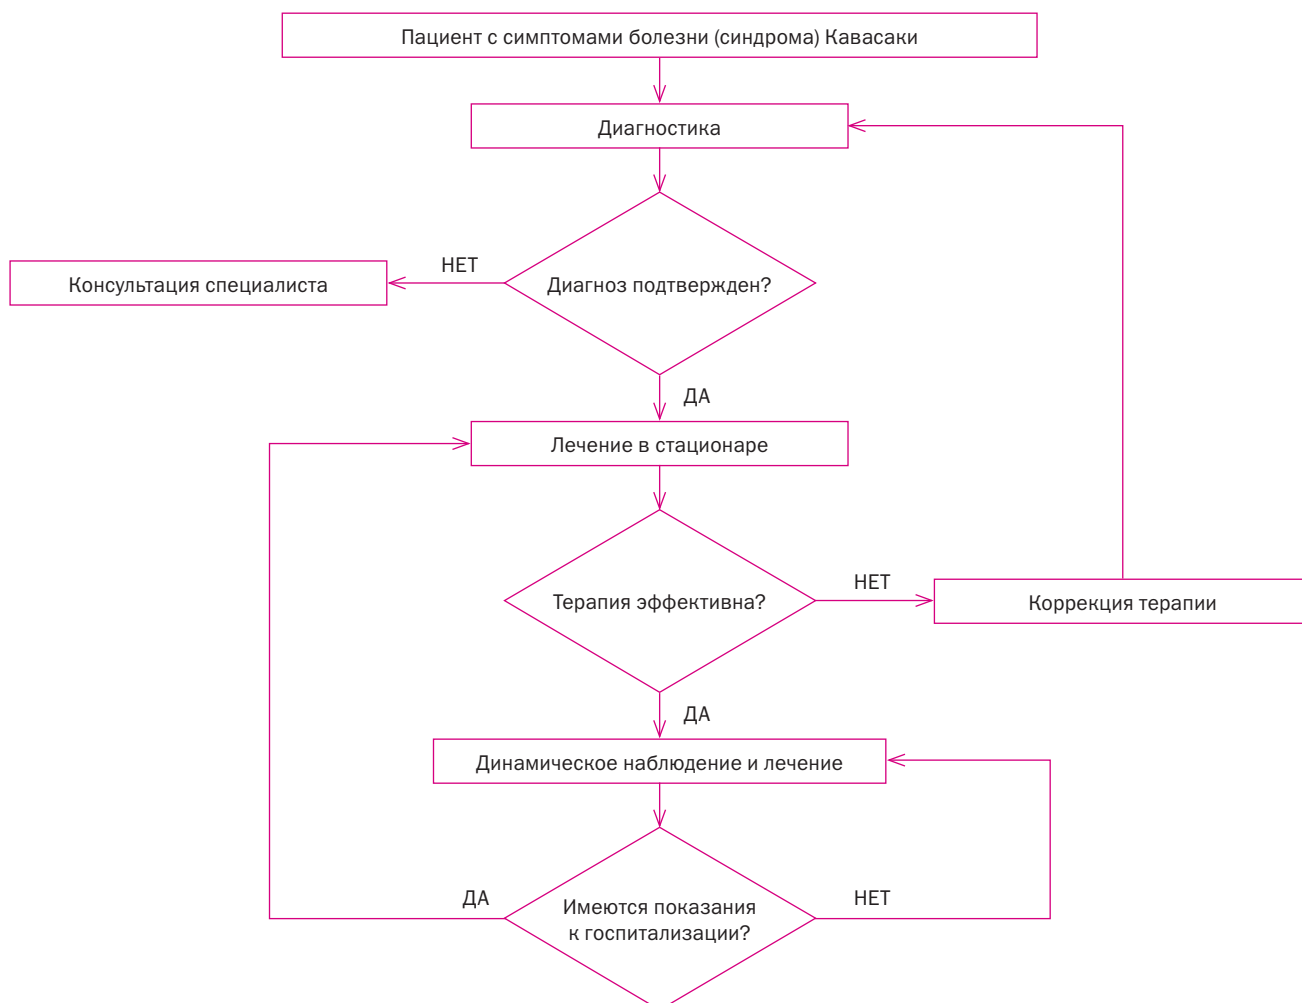 Пациент с симптомами болезни (синдрома) Кавасаки
Диагностика
НЕТ
Консультация специалиста
Диагноз подтвержден?
ДА
Лечение в стационаре
НЕТ
Терапия эффективна?
Коррекция терапии
ДА
Динамическое наблюдение и лечение
ДА
НЕТ
Имеются показания
к госпитализации?